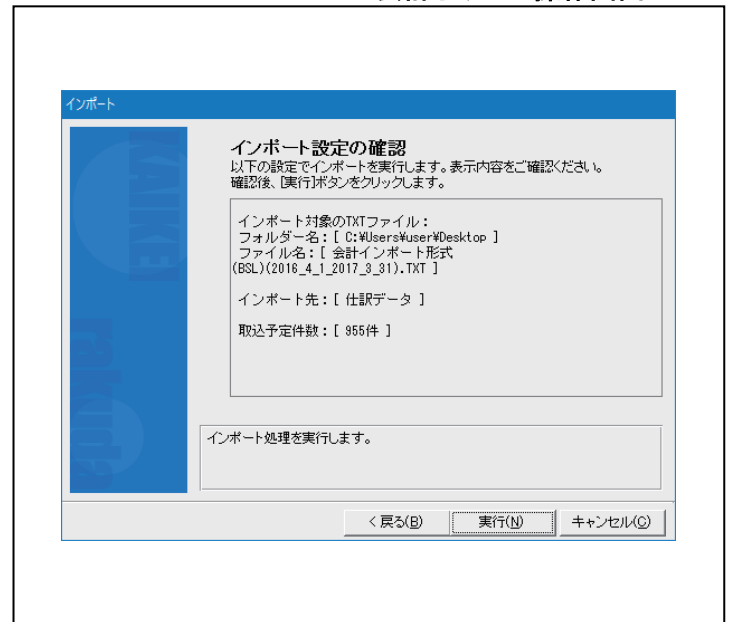 インポート
インポート設定の確認
以下の設定でインポートを実行します。表示内容をご確認ください。
確認後、[実行]ボタンをクリックします。
インポート対象のTXTファイル:
フォルダー名:[ C:¥Users¥user¥Desktop ]
ファイル名:[ 会計インポート形式
(BSL)(2016_4_1_2017_3_31).TXT ]
インポート先:[ 仕訳データ ]
取込予定件数:[ 955件 ]
KAIKEI
rakuda
インポート処理を実行します。
< 戻る(B)
実行(N)
キャンセル(C)